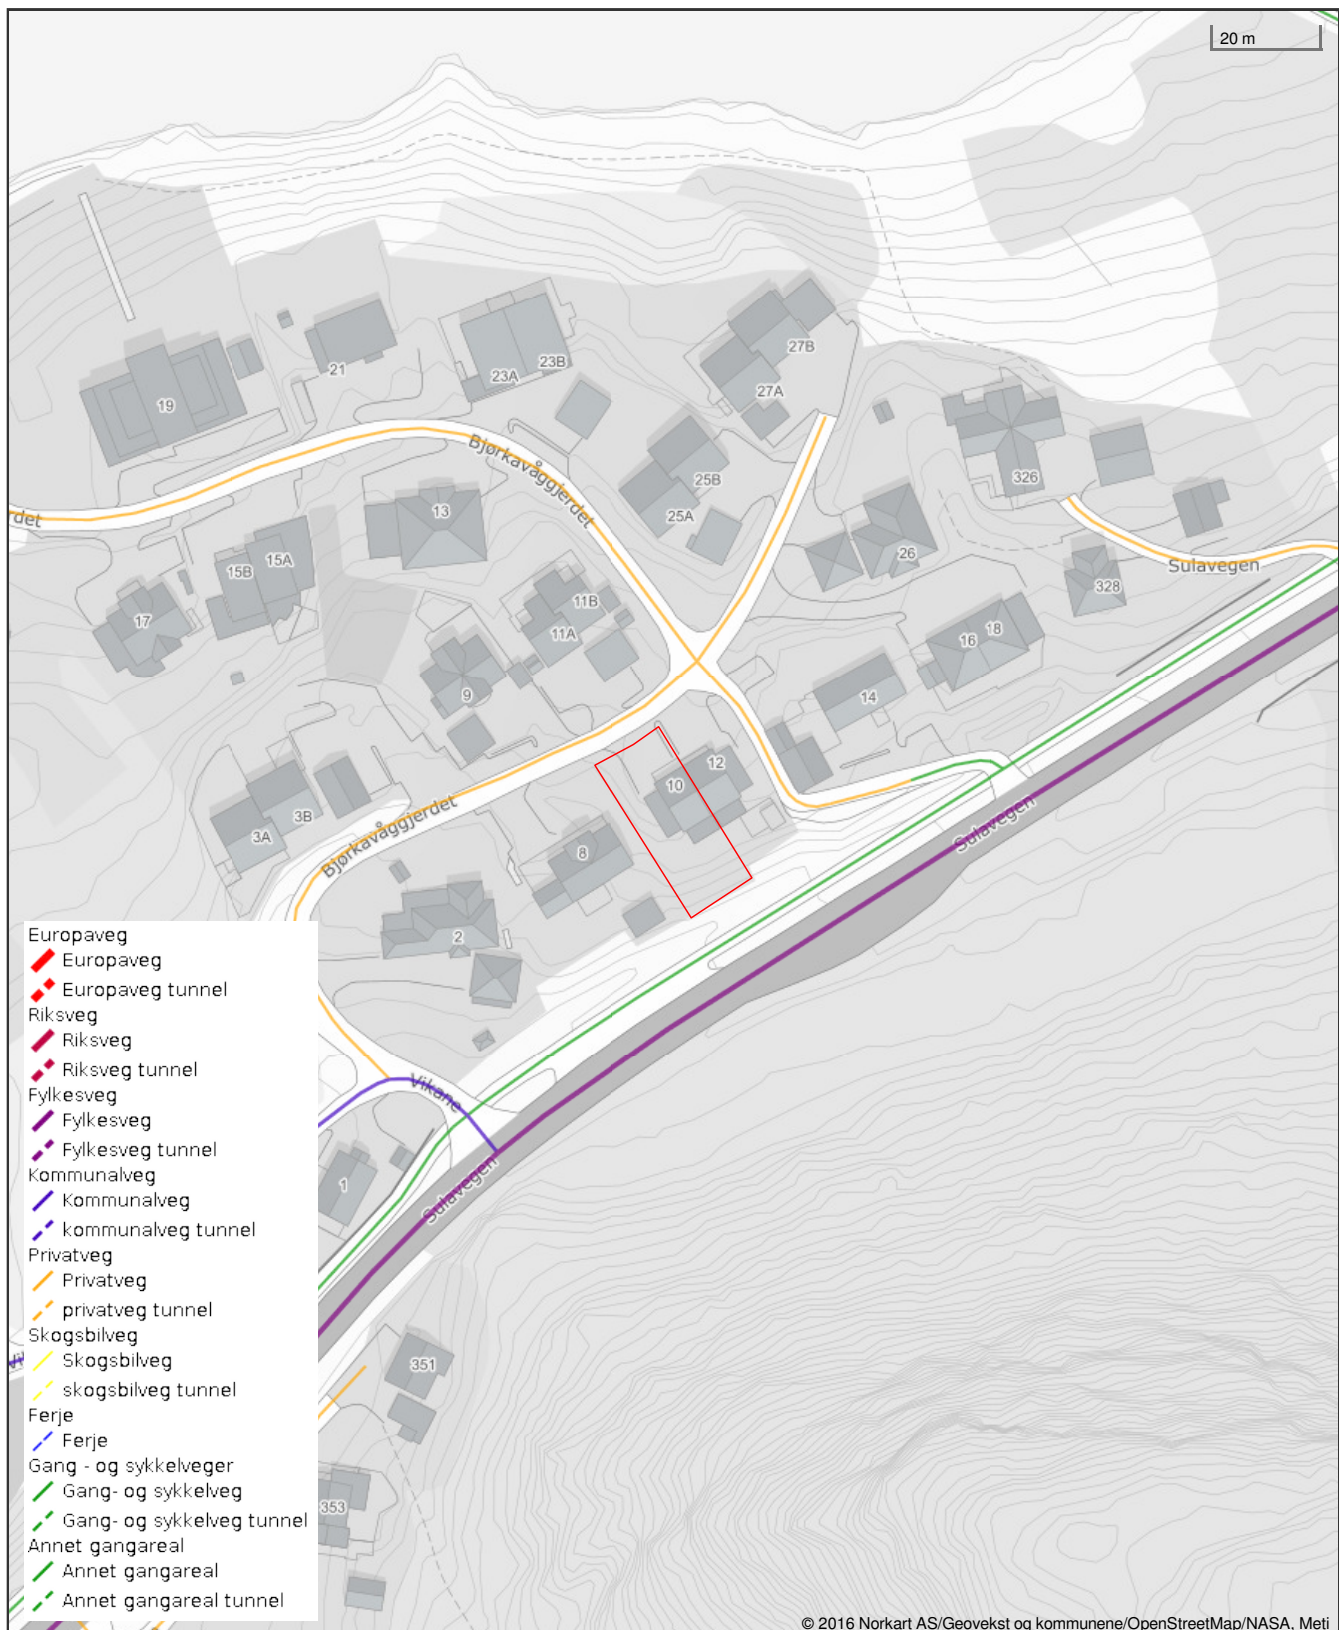 20 m
27B
23B
21
23A
27A
19
326
Bjørkavåggjerdet
25B
13
25A
det
26
15A
Sulavegen
15B
328
11B
17
11A
18
16
9
14
12
10
3B
3A
Bjørkavåggjerdet
Sulavegen
8
2
Vikane
1
Sulavegen
351
353
Europaveg
Europaveg
Europaveg tunnel
Riksveg
Riksveg
Riksveg tunnel
Fylkesveg
Fylkesveg
Fylkesveg tunnel
Kommunalveg
Kommunalveg
kommunalveg tunnel
Privatveg
Privatveg
privatveg tunnel
Skogsbilveg
Skogsbilveg
skogsbilveg tunnel
Ferje
Ferje
Gang - og sykkelveger
Gang- og sykkelveg
Gang- og sykkelveg tunnel
Annet gangareal
Annet gangareal
Annet gangareal tunnel
© 2016 Norkart AS/Geovekst og kommunene/OpenStreetMap/NASA, Meti